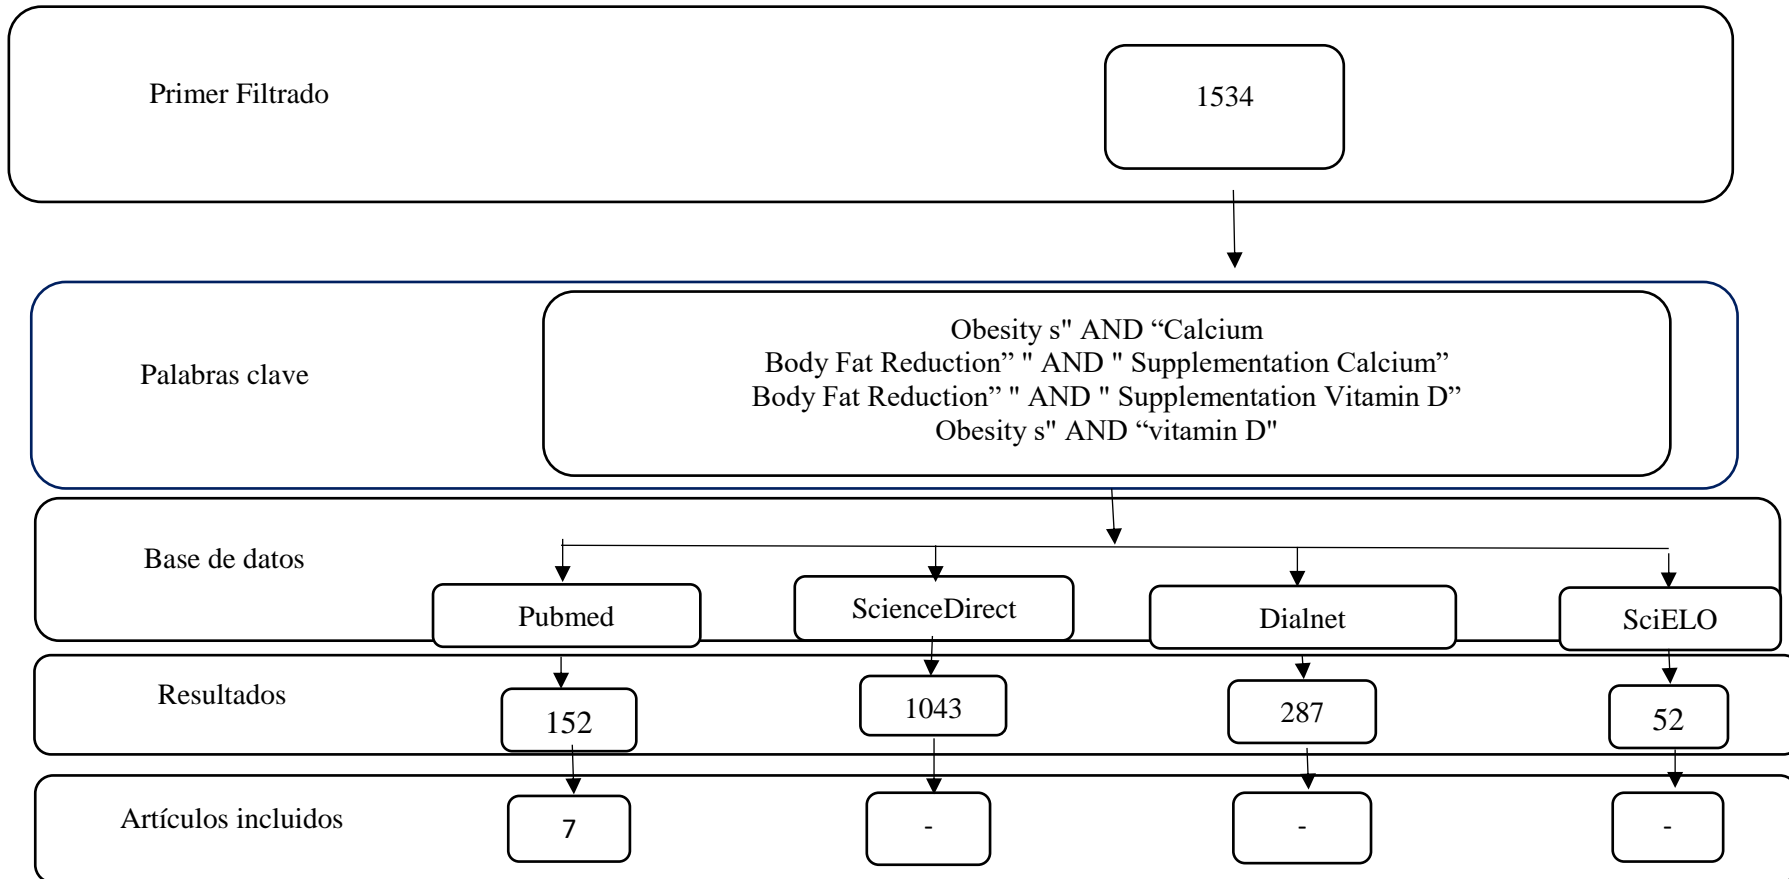 Primer Filtrado
1534
Palabras clave
Obesity s" AND “Calcium
Body Fat Reduction” " AND " Supplementation Calcium”
Body Fat Reduction” " AND " Supplementation Vitamin D”
Obesity s" AND “vitamin D"
Base de datos
Pubmed
ScienceDirect
Dialnet
SciELO
Resultados
152
1043
287
52
Artículos incluidos
7
-
-
-